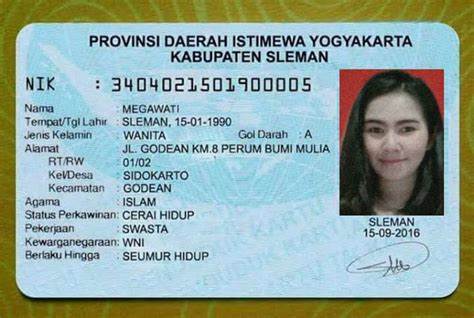 PROVINSI DAERAH ISTIMEWA YOGYAKARTA
KABUPATEN SLEMAN
NIK : 3404021501900005
Nama : MEGAWATI
Tempat/Tgl Lahir : SLEMAN, 15-01-1990
Jenis Kelamin : WANITA Gol Darah : A
Alamat : JL. GODEAN KM.8 PERUM BUMI MULIA
RT/RW : 01/02
Kel/Desa : SIDOKARTO
Kecamatan : GODEAN
Agama : ISLAM
Status Perkawinan: CERAI HIDUP
Pekerjaan : SWASTA
Kewarganegaraan: WNI
Berlaku Hingga : SEUMUR HIDUP
SLEMAN
15-09-2016